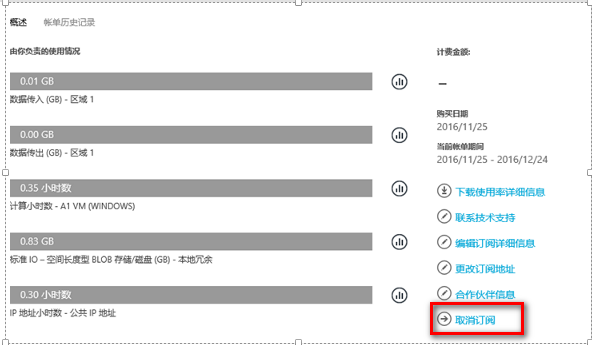 概述 帐单历史记录
由你负责的使用情况
0.01 GB
数据传入 (GB) - 区域 1
0.00 GB
数据传出 (GB) - 区域 1
0.35 小时数
计算小时数 - A1 VM (WINDOWS)
0.83 GB
标准 IO – 空间长度型 BLOB 存储/磁盘 (GB) - 本地冗余
0.30 小时数
IP 地址小时数 - 公共 IP 地址
计费金额:
–
购买日期
2016/11/25
当前帐单期间
2016/11/25 - 2016/12/24
下载使用率详细信息
联系技术支持
编辑订阅详细信息
更改订阅地址
合作伙伴信息
取消订阅